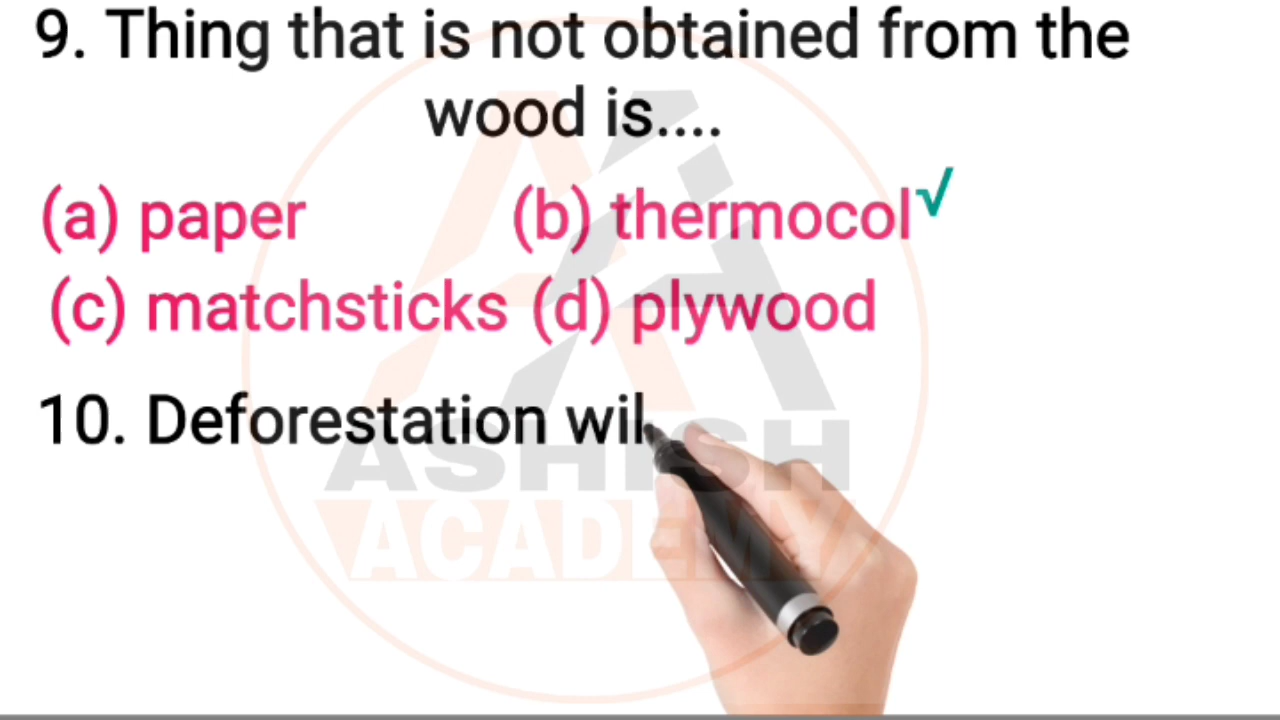 9. Thing that is not obtained from the
wood is....
(a) paper (b) thermocol √
(c) matchsticks (d) plywood
10. Deforestation wil
ASHISH
ACADEMY